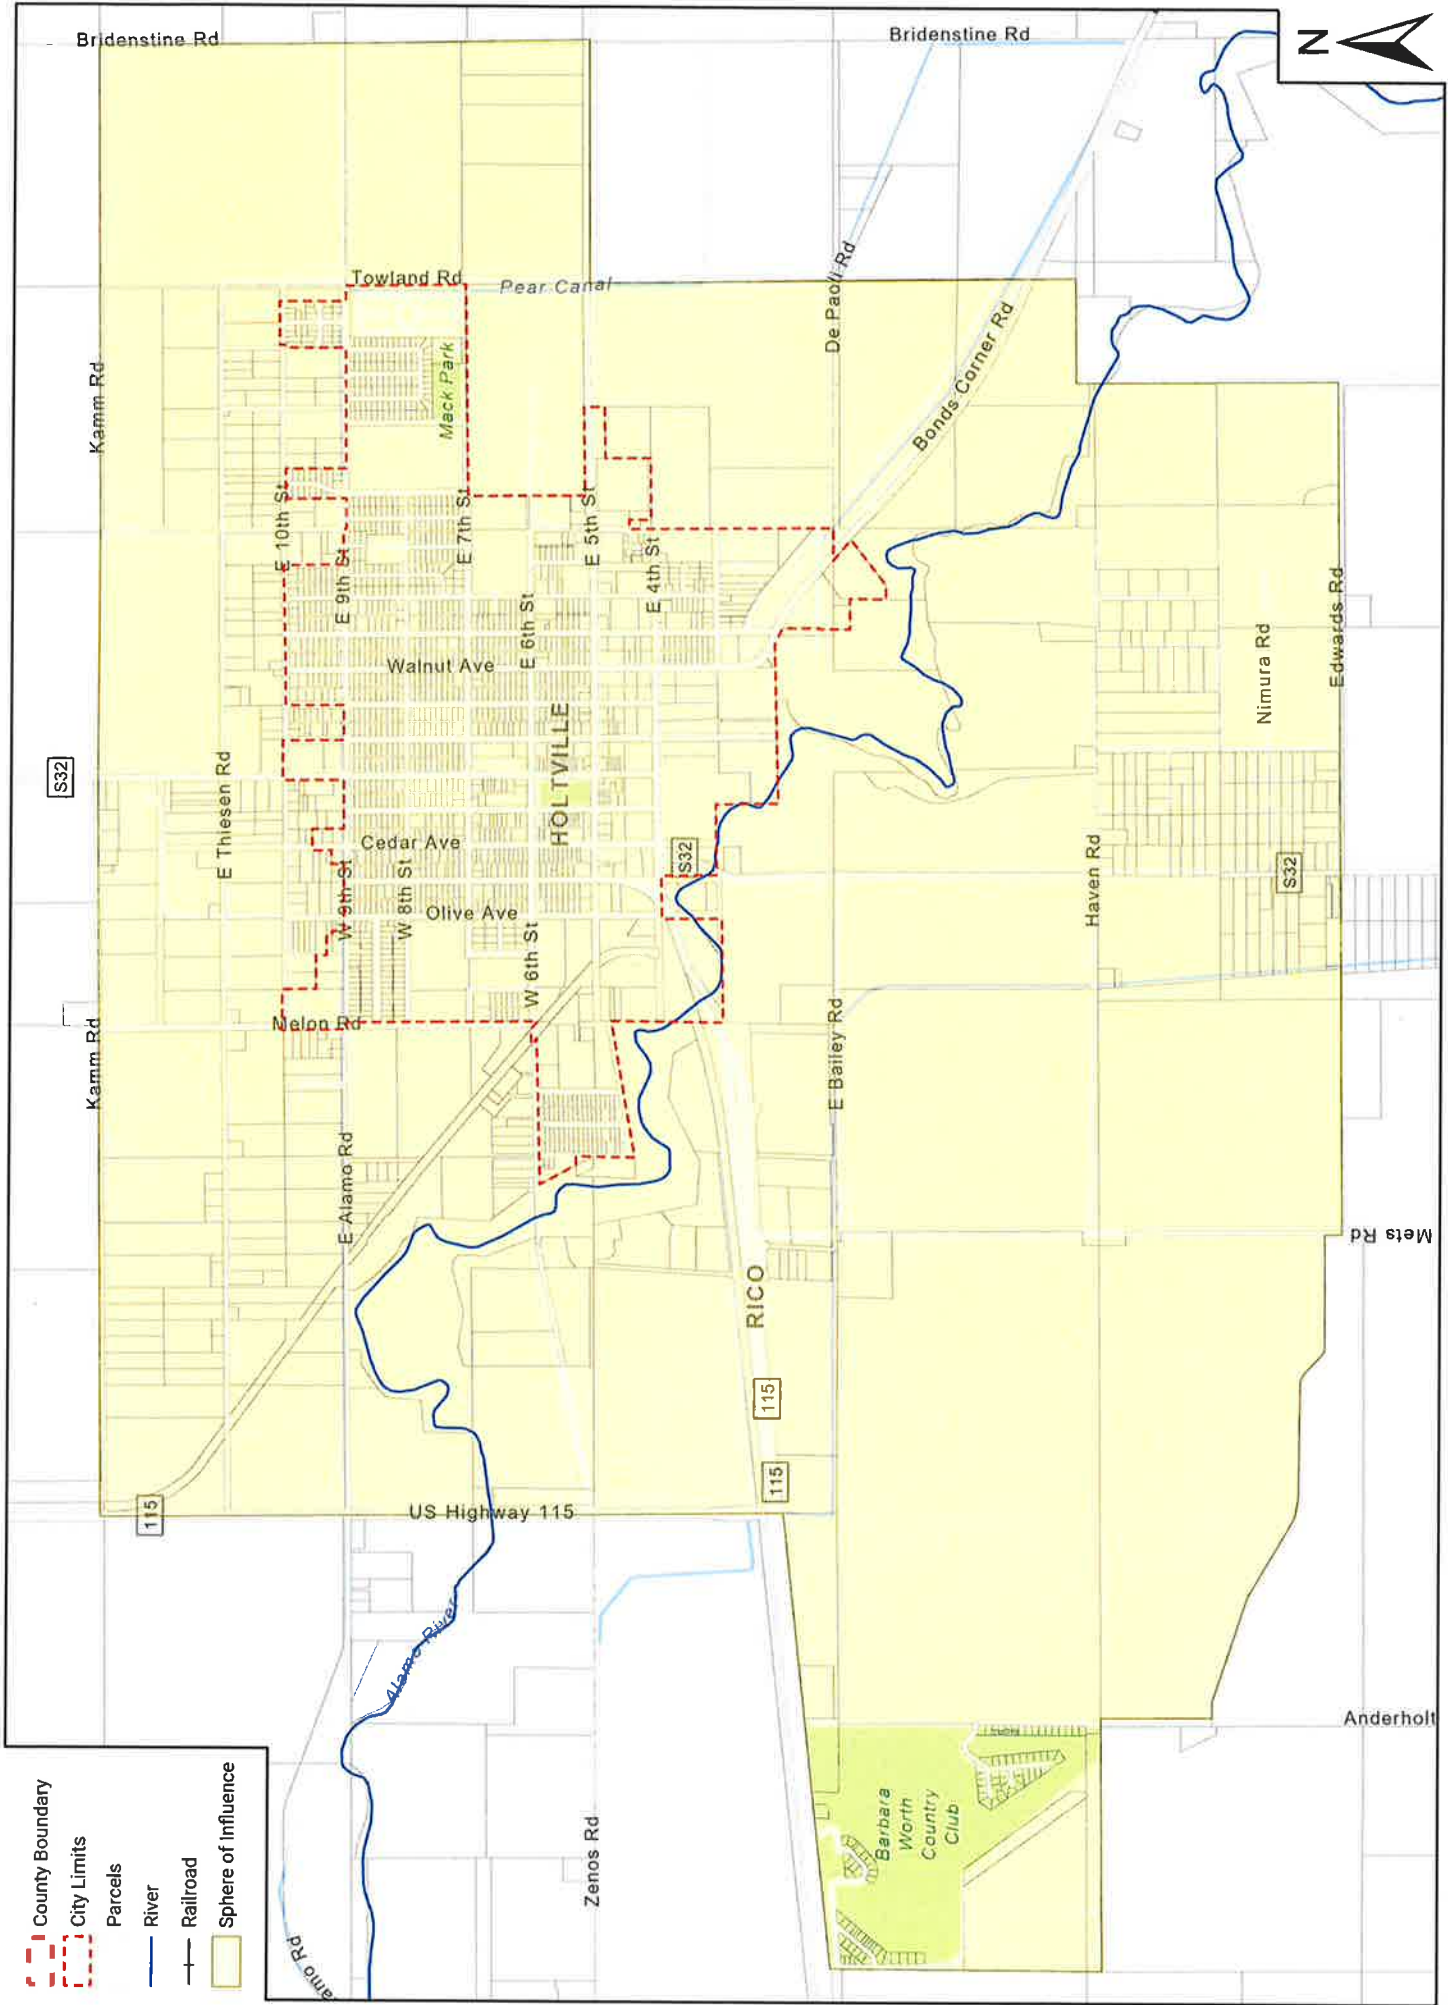 Bridenstine Rd
Bridenstine Rd
N
Towland Rd
Pear Canal
De Paoli Rd
Bonds Corner Rd
Kamm Rd
Mack Park
E 10th St
E 9th St
E 7th St
E 5th St
E 4th St
E 6th St
Walnut Ave
Nimura Rd
Edwards Rd
S32
E Thiesen Rd
HOLTVILLE
Cedar Ave
S32
S32
W 9th St
W 8th St
Olive Ave
W 6th St
Haven Rd
Melon Rd
Kamm Rd
E Bailey Rd
E Alamo Rd
Mets Rd
RICO
115
115
115
US Highway 115
Alamo River
Anderholt
Zenos Rd
Barbara
Worth
Country
Club
amo Rd
County Boundary
City Limits
Parcels
River
Railroad
Sphere of Influence